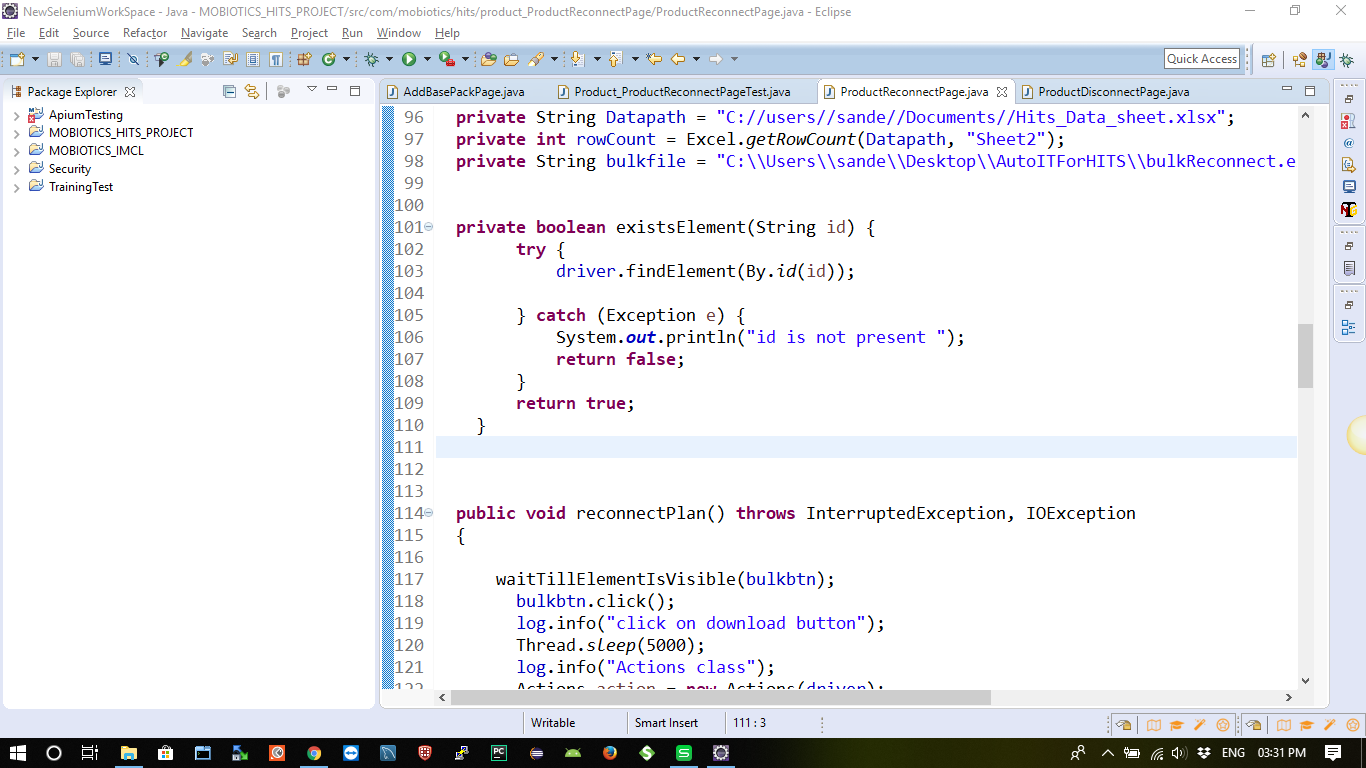 NewSeleniumWorkSpace - Java - MOBIOTICS_HITS_PROJECT/src/com/mobiotics/hits/product_ProductReconnectPage/ProductReconnectPage.java - Eclipse
File Edit Source Refactor Navigate Search Project Run Window Help
Quick Access
Package Explorer
ApiumTesting
MOBIOTICS_HITS_PROJECT
MOBIOTICS_IMCL
Security
TrainingTest
AddBasePackPage.java Product_ProductReconnectPageTest.java ProductReconnectPage.java ProductDisconnectPage.java
96 private String Datapath = "C://users//sande//Documents//Hits_Data_sheet.xlsx";
97 private int rowCount = Excel.getRowCount(Datapath, "Sheet2");
98 private String bulkfile = "C:\\Users\\sande\\Desktop\\AutoITForHITS\\bulkReconnect.e
99
100
101 private boolean existsElement(String id) {
102 try {
103 driver.findElement(By.id(id));
104
105 } catch (Exception e) {
106 System.out.println("id is not present ");
107 return false;
108 }
109 return true;
110 }
111
112
113
114 public void reconnectPlan() throws InterruptedException, IOException
115 {
116
117 waitTillElementIsVisible(bulkbtn);
118 bulkbtn.click();
119 log.info("click on download button");
120 Thread.sleep(5000);
121 log.info("Actions class");
122 Actions action = new Actions(driver);
Writable Smart Insert 111 : 3
ENG 03:31 PM